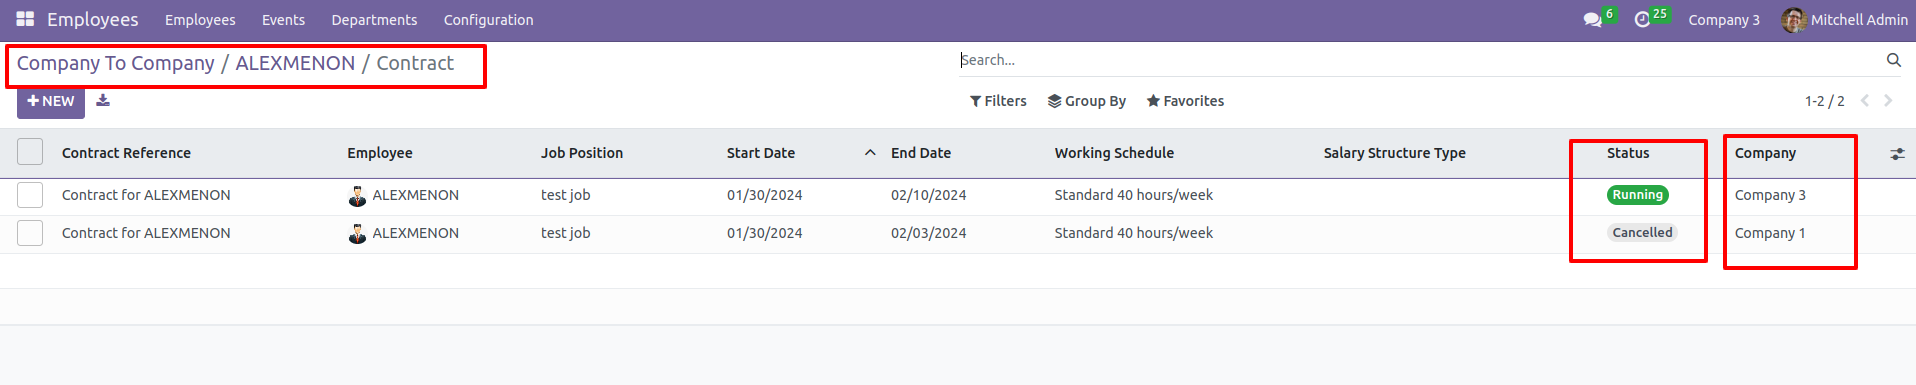 Employees Employees Events Departments Configuration 6 25 Company 3 Mitchell Admin
Company To Company / ALEXMENON / Contract Search...
NEW Filters Group By Favorites 1-2 / 2
Contract Reference Employee Job Position Start Date End Date Working Schedule Salary Structure Type Status Company
Contract for ALEXMENON ALEXMENON test job 01/30/2024 02/10/2024 Standard 40 hours/week Running Company 3
Contract for ALEXMENON ALEXMENON test job 01/30/2024 02/03/2024 Standard 40 hours/week Cancelled Company 1